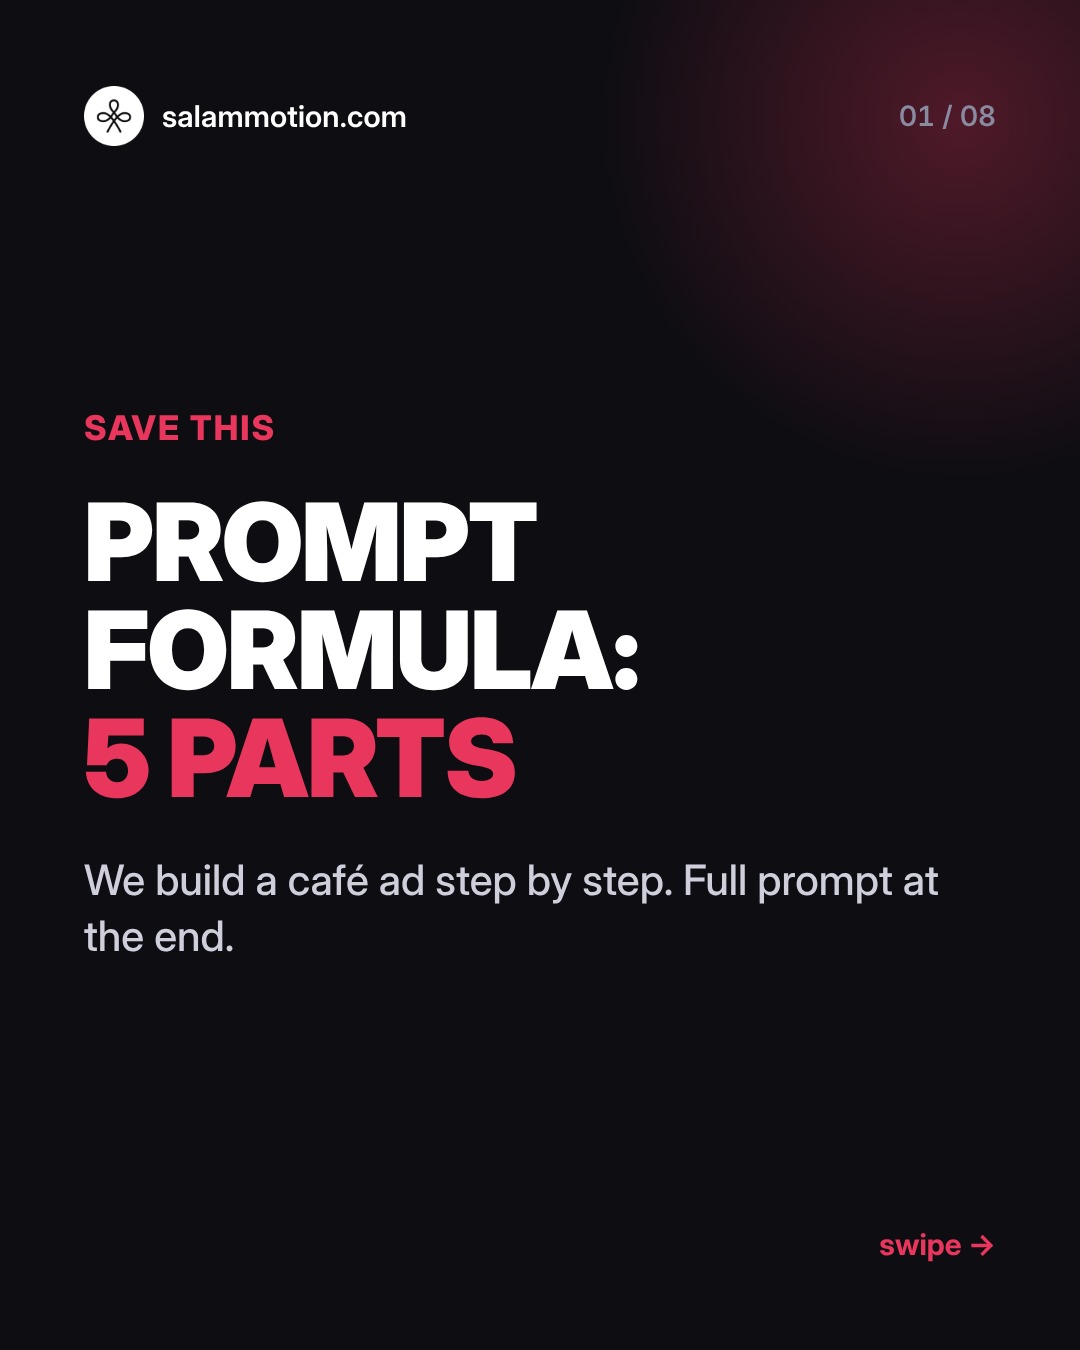 salammotion.com
01 / 08
SAVE THIS
PROMPT
FORMULA:
5 PARTS
We build a café ad step by step. Full prompt at
the end.
swipe →